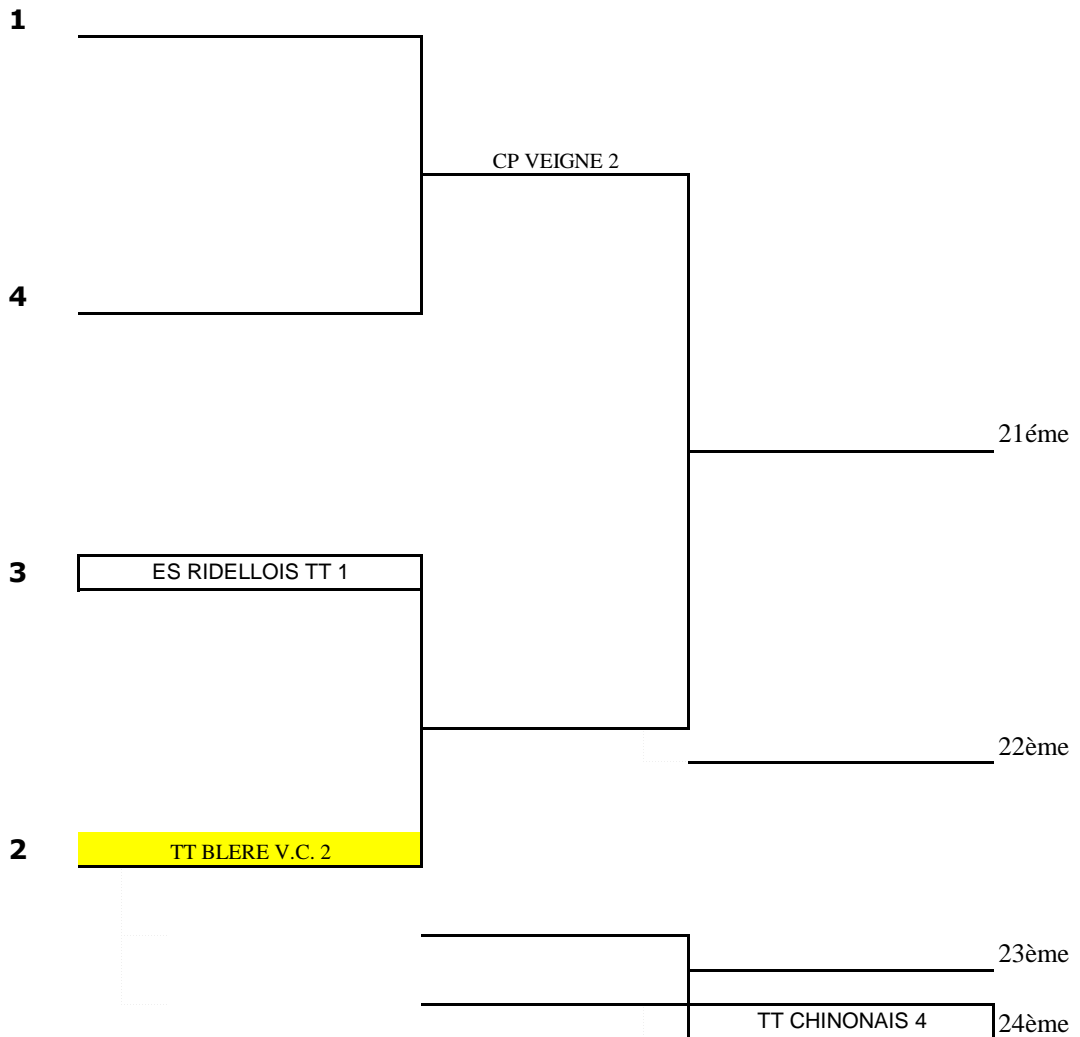 1
CP VEIGNE 2
4
21éme
3
ES RIDELLOIS TT 1
22ème
2
TT BLERE V.C. 2
23ème
TT CHINONAIS 4
24ème